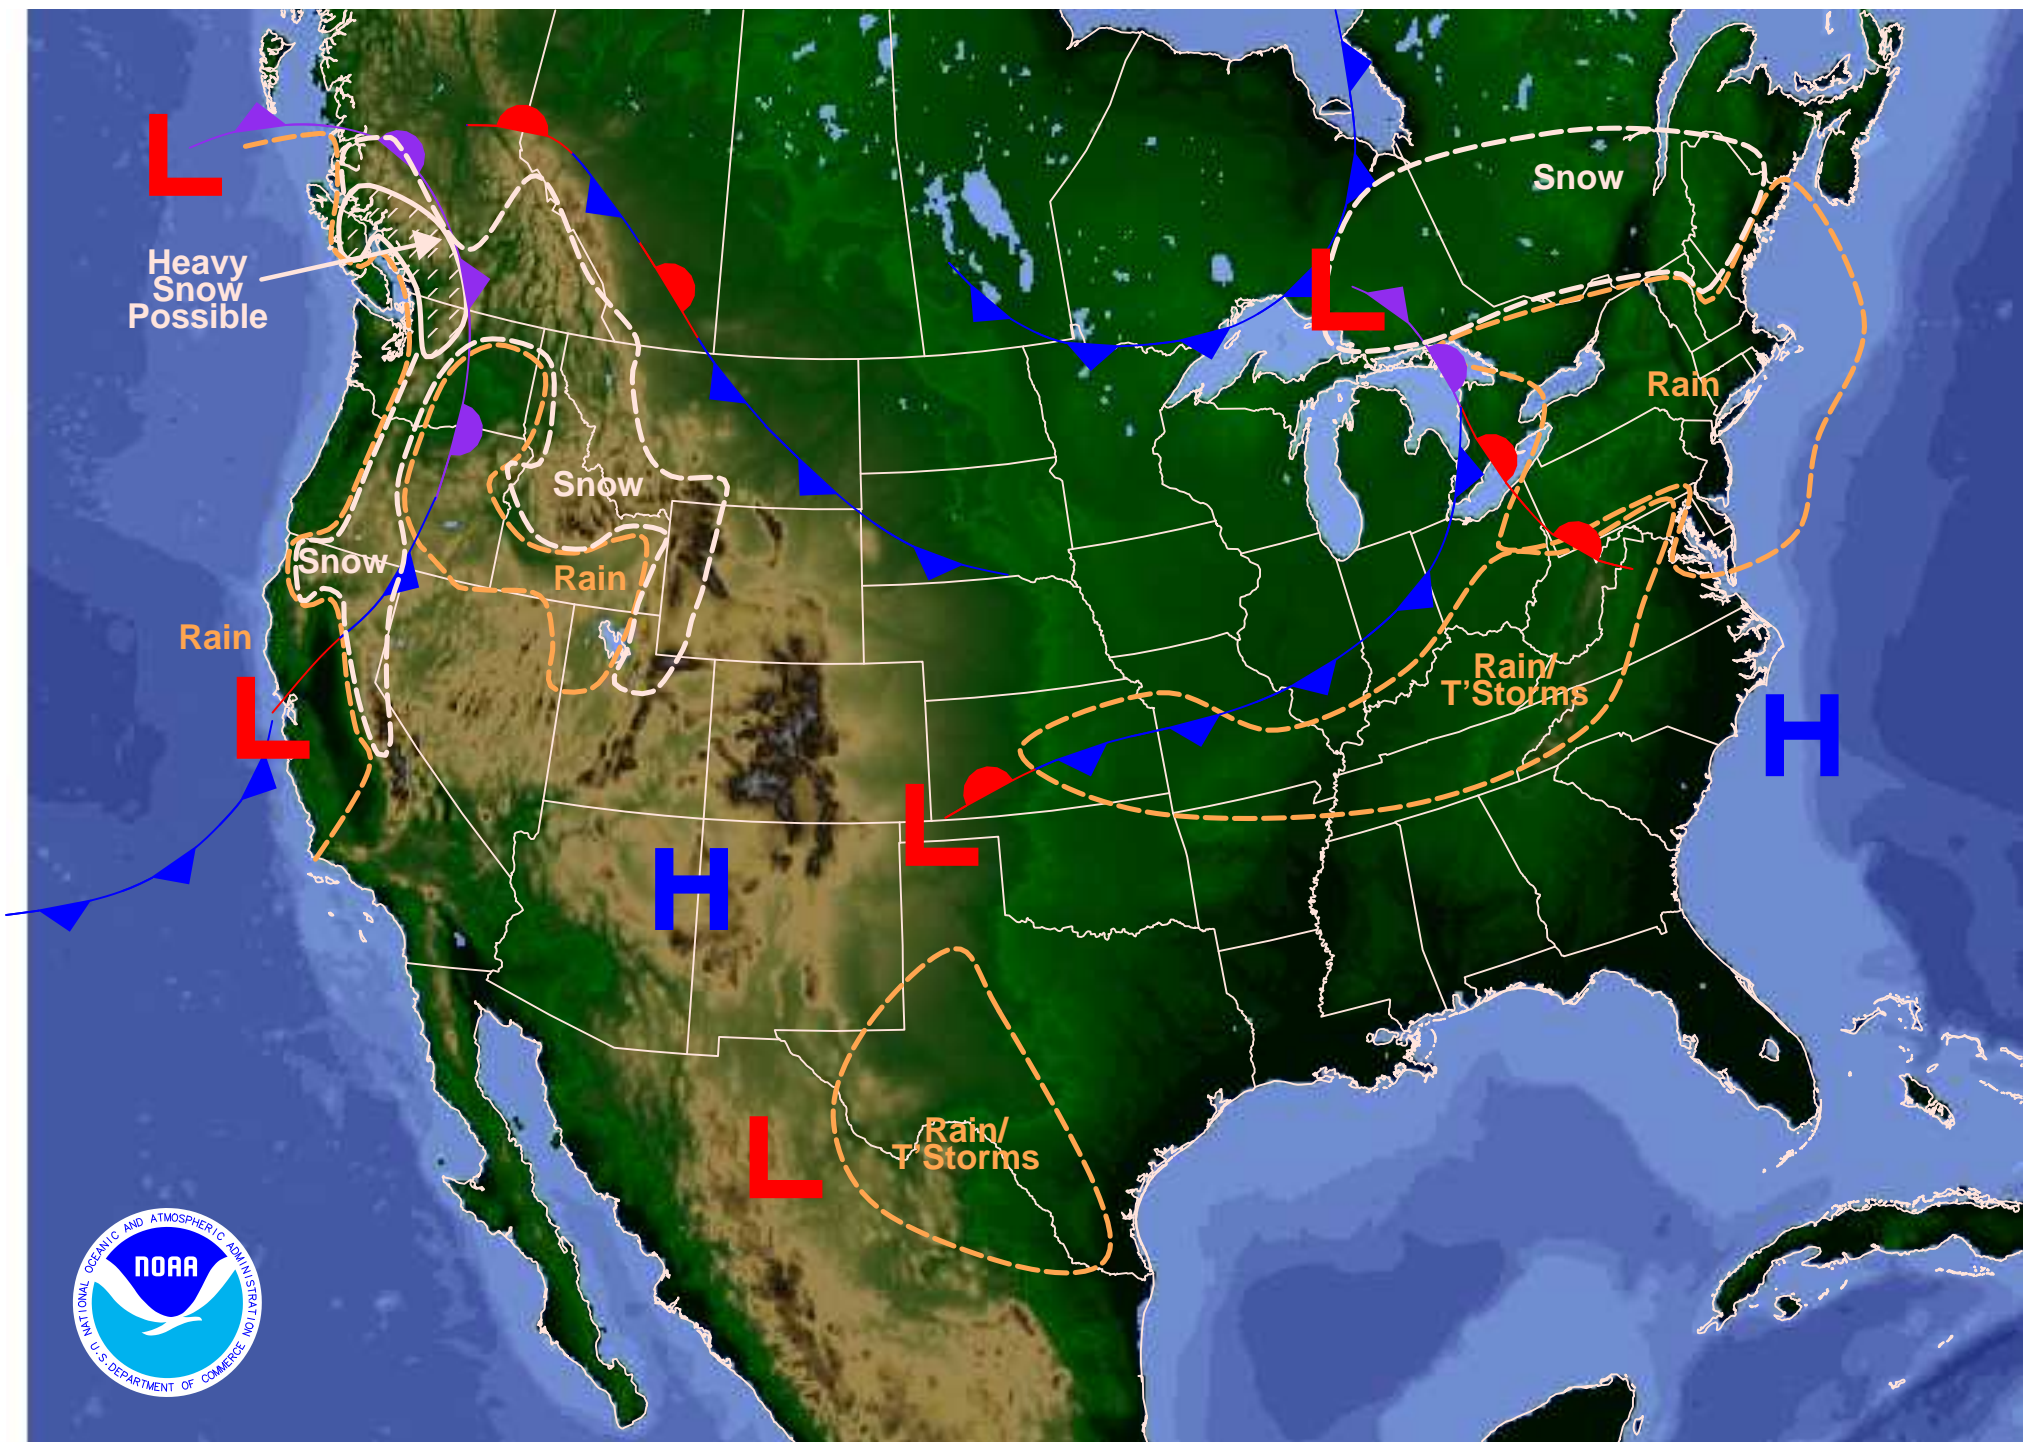 L
Snow
Heavy
Snow
Possible
L
Rain
Snow
Snow
Rain
Rain
L
Rain/
T'Storms
H
L
H
Rain/
T'Storms
L
NATIONAL OCEANIC AND ATMOSPHERIC ADMINISTRATION
NOAA
U.S. DEPARTMENT OF COMMERCE